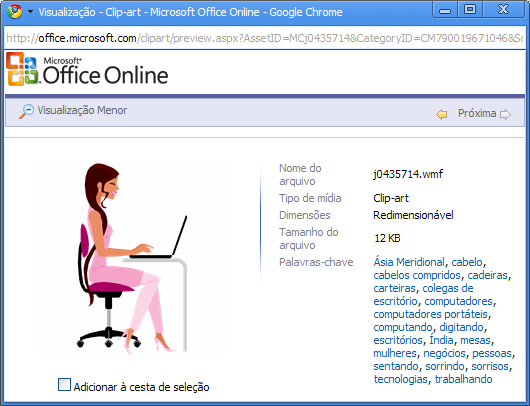 Visualização - Clip-art - Microsoft Office Online - Google Chrome
http://office.microsoft.com/clipart/preview.aspx?AssetID=MCj0435714&CategoryID=CM790019671046&Sc
Microsoft®
Office Online
Visualização Menor
Próxima
Nome do arquivo j0435714.wmf
Tipo de mídia Clip-art
Dimensões Redimensionável
Tamanho do arquivo 12 KB
Palavras-chave Ásia Meridional, cabelo,
cabelos compridos, cadeiras,
carteiras, colegas de
escritório, computadores,
computadores portáteis,
computando, digitando,
escritórios, Índia, mesas,
mulheres, negócios, pessoas,
sentando, sorrindo, sorrisos,
tecnologias, trabalhando
Adicionar à cesta de seleção